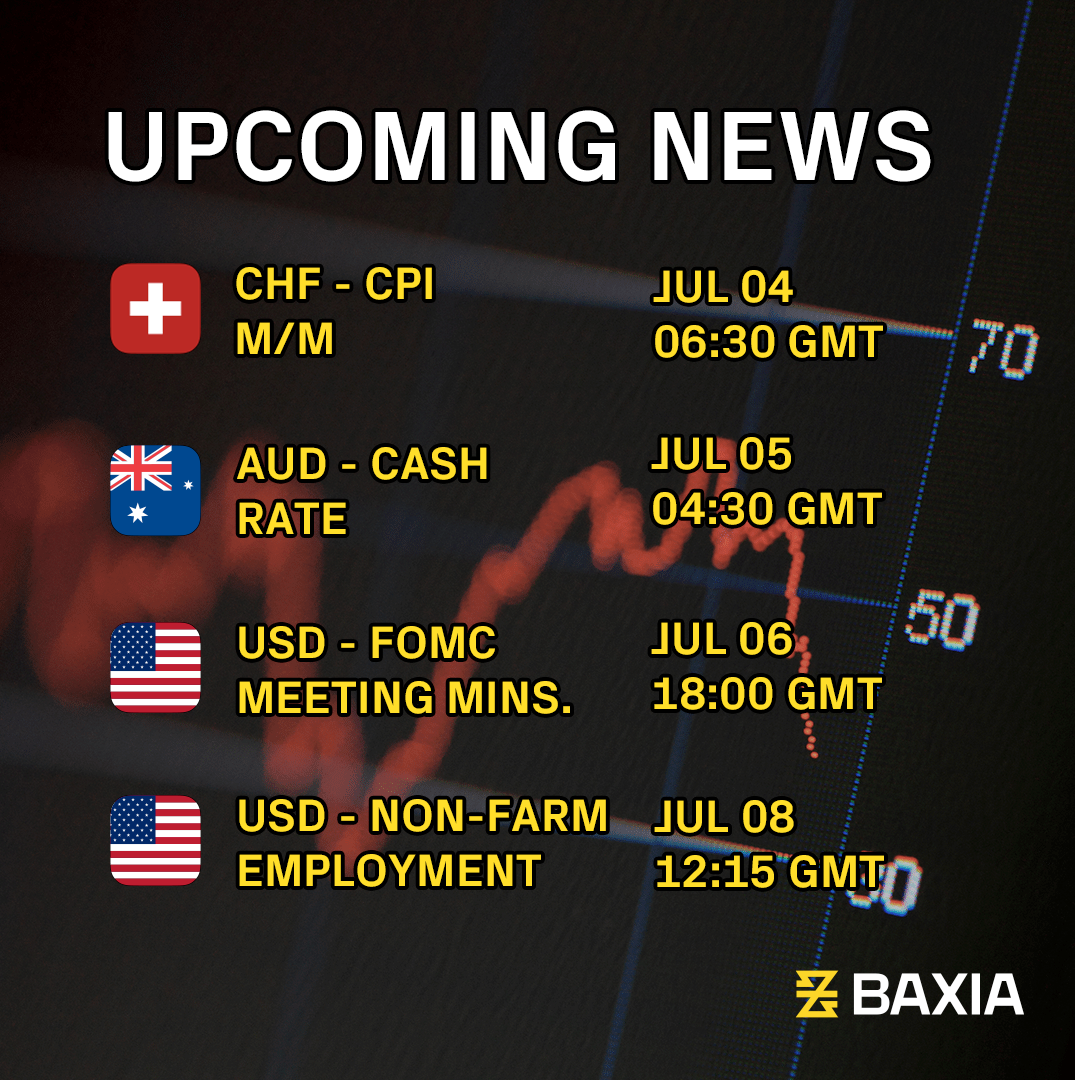 UPCOMING NEWS
CHF - CPI
M/M
JUL 04
06:30 GMT
70
AUD - CASH
RATE
JUL 05
04:30 GMT
50
USD - FOMC
MEETING MINS.
JUL 06
18:00 GMT
USD - NON-FARM
EMPLOYMENT
JUL 08
12:15 GMT
BAXIA